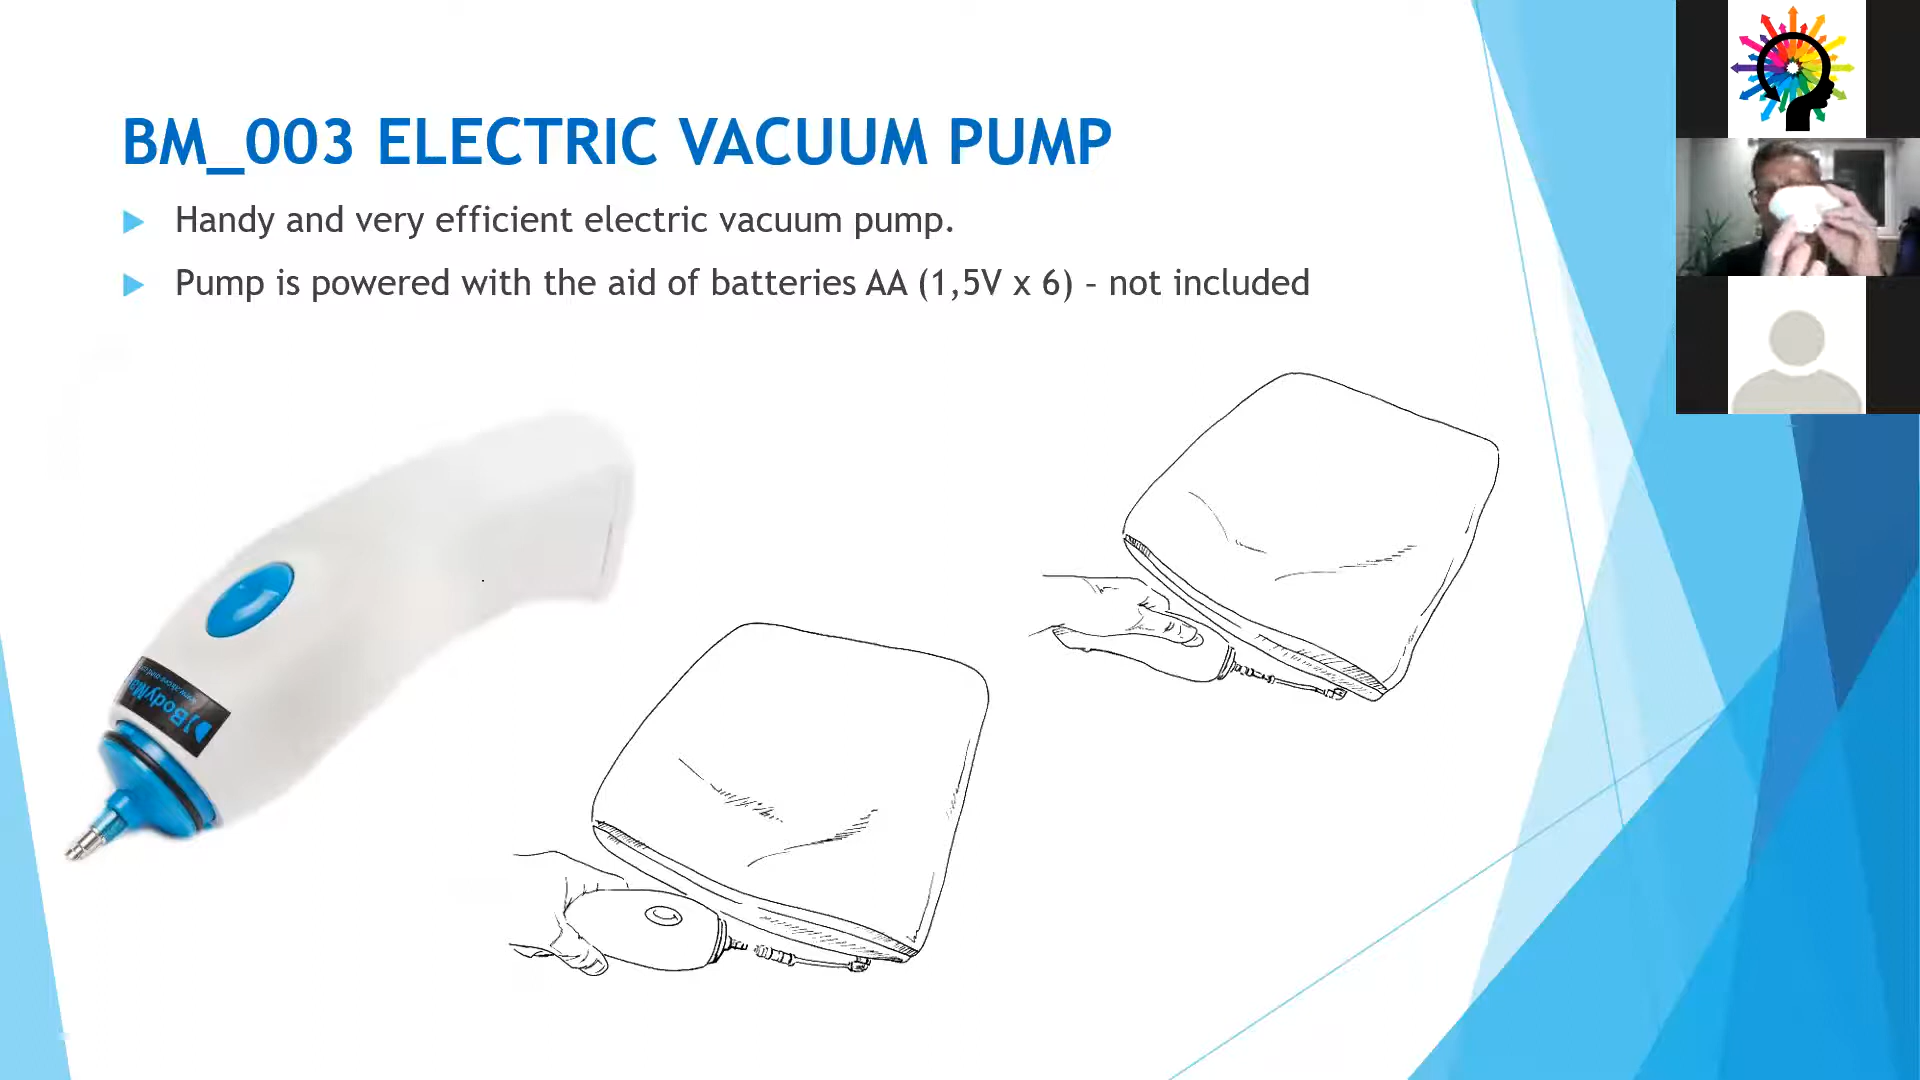 BM_003 ELECTRIC VACUUM PUMP
Handy and very efficient electric vacuum pump.
Pump is powered with the aid of batteries AA (1,5V x 6) – not included
BodyMa